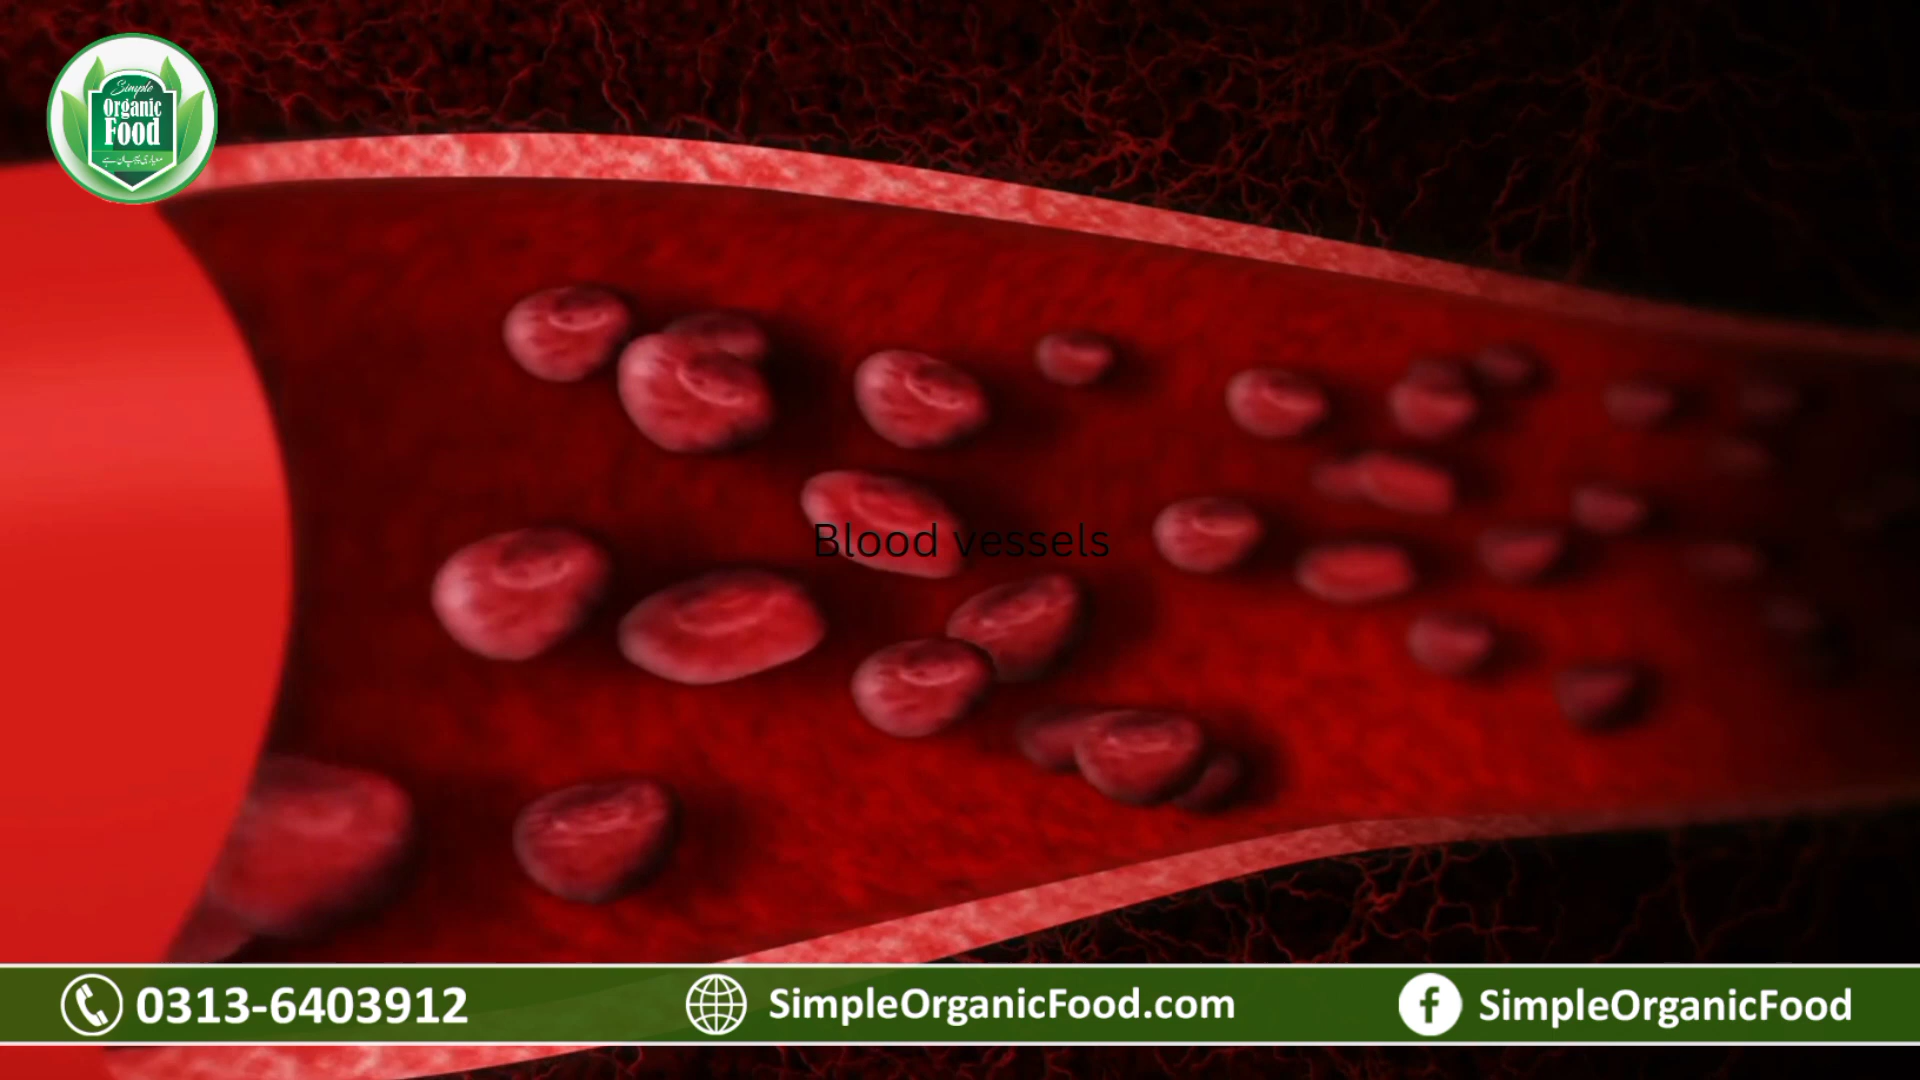 Simple
Organic
Food
Blood vessels
0313-6403912
SimpleOrganicFood.com
SimpleOrganicFood